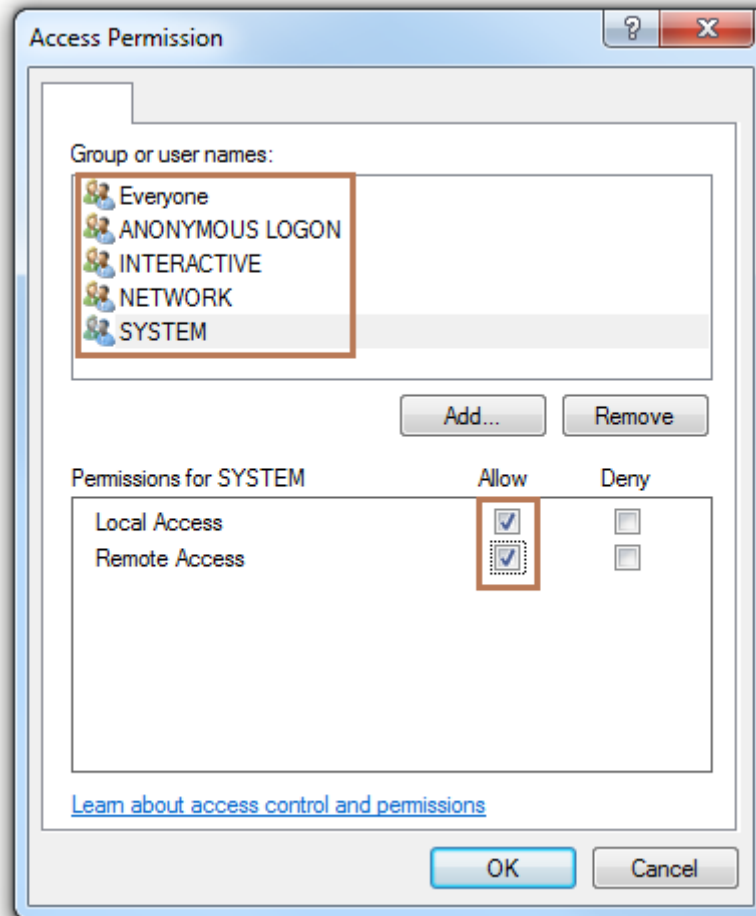 Access Permission
Group or user names:
Everyone
ANONYMOUS LOGON
INTERACTIVE
NETWORK
SYSTEM
Add... Remove
Permissions for SYSTEM Allow Deny
Local Access
Remote Access
Learn about access control and permissions
OK Cancel